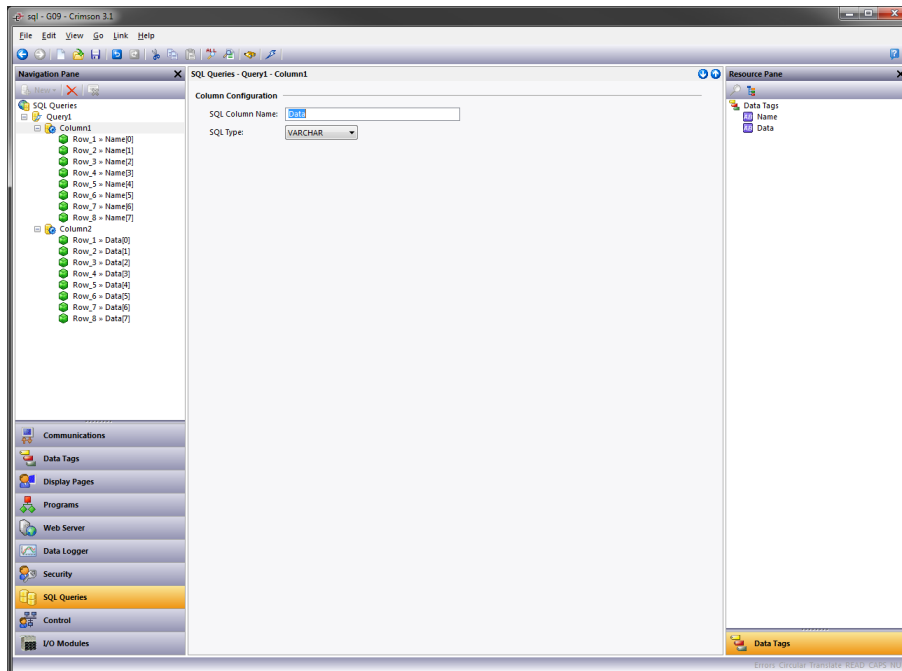 sql - G09 - Crimson 3.1
File Edit View Go Link Help
Navigation Pane
New
SQL Queries
Query1
Column1
Row_1 » Name[0]
Row_2 » Name[1]
Row_3 » Name[2]
Row_4 » Name[3]
Row_5 » Name[4]
Row_6 » Name[5]
Row_7 » Name[6]
Row_8 » Name[7]
Column2
Row_1 » Data[0]
Row_2 » Data[1]
Row_3 » Data[2]
Row_4 » Data[3]
Row_5 » Data[4]
Row_6 » Data[5]
Row_7 » Data[6]
Row_8 » Data[7]
Communications
Data Tags
Display Pages
Programs
Web Server
Data Logger
Security
SQL Queries
Control
I/O Modules
SQL Queries - Query1 - Column1
Column Configuration
SQL Column Name: Data
SQL Type: VARCHAR
Resource Pane
Data Tags
Name
Data
Data Tags
Errors Circular Translate READ CAPS NU